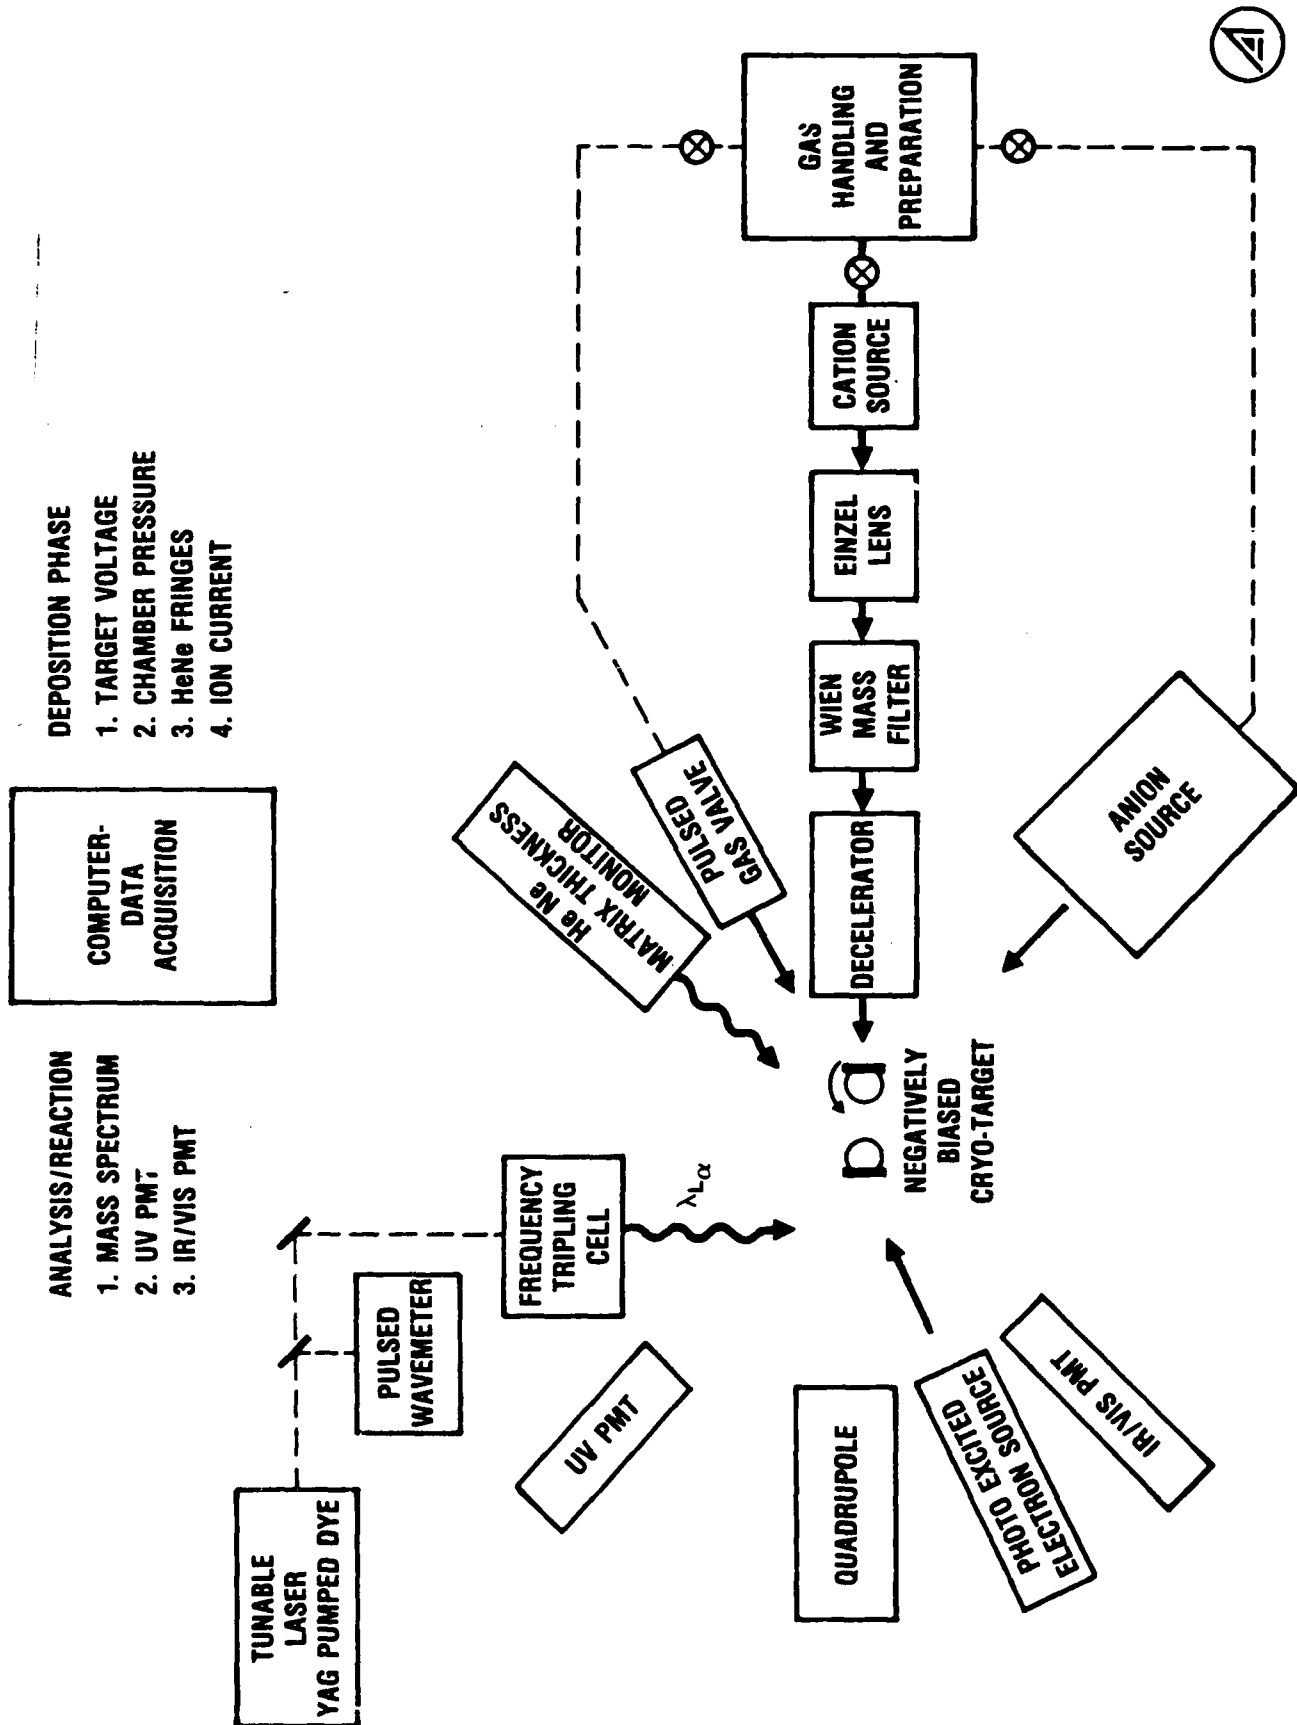 TUNABLE
LASER
YAG PUMPED DYE
ANALYSIS/REACTION
1. MASS SPECTRUM
2. UV PMT
3. IR/VIS PMT
COMPUTER-
DATA
ACQUISITION
DEPOSITION PHASE
1. TARGET VOLTAGE
2. CHAMBER PRESSURE
3. HeNe FRINGES
4. ION CURRENT
PULSED
WAVEMETER
FREQUENCY
TRIPLING
CELL
λLα
UV PMT
He Ne
MATRIX THICKNESS
MONITOR
PULSED
GAS VALVE
QUADRUPOLE
NEGATIVELY
BIASED
CRYO-TARGET
DECELERATOR
WIEN
MASS
FILTER
EINZEL
LENS
CATION
SOURCE
GAS
HANDLING
AND
PREPARATION
PHOTO EXCITED
ELECTRON SOURCE
IR/VIS PMT
ANION
SOURCE